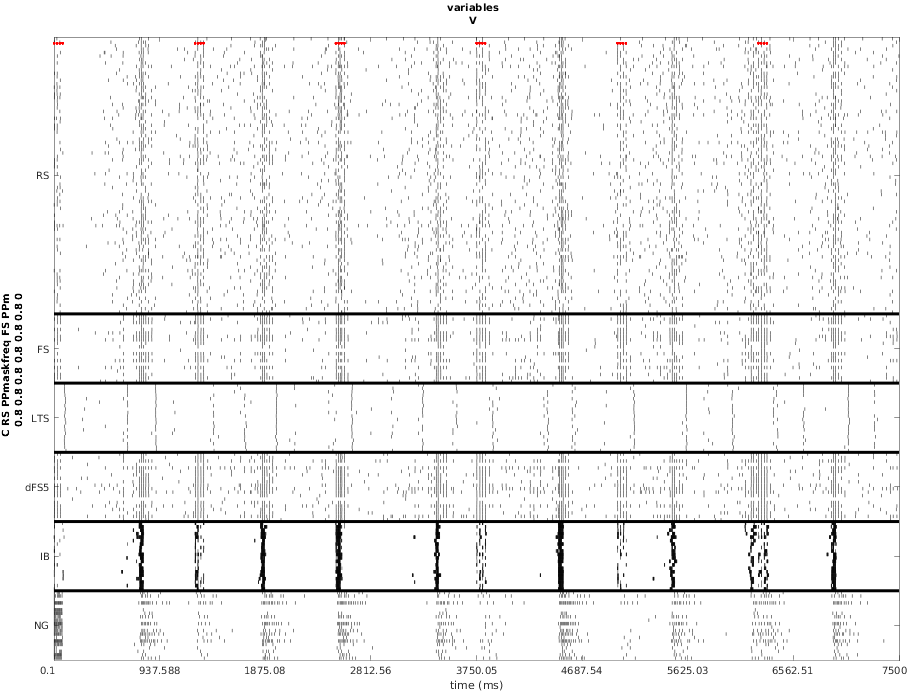 variables
V
C RS PPmaskfreq FS PPm
0.8 0.8 0.8 0.8 0.8 0.8 0
RS
FS
LTS
dFS5
IB
NG
0.1 937.588 1875.08 2812.56 3750.05 4687.54 5625.03 6562.51 7500
time (ms)